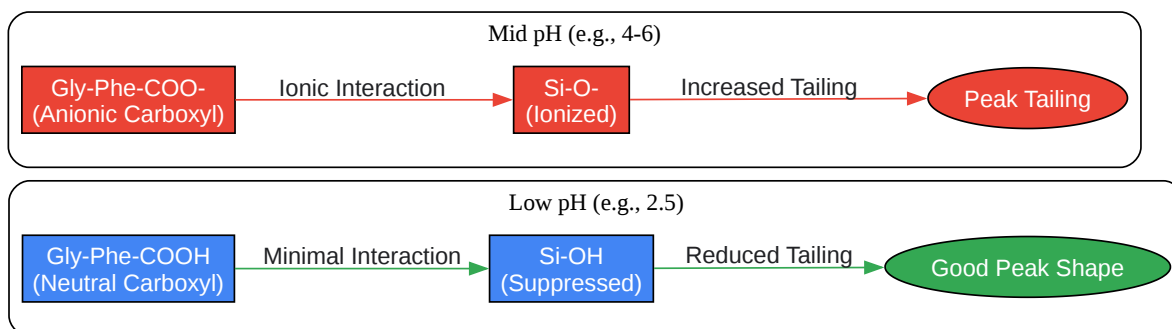 Mid pH (e.g., 4-6)
Gly-Phe-COO-
(Anionic Carboxyl)
Ionic Interaction
Si-O-
(Ionized)
Increased Tailing
Peak Tailing
Low pH (e.g., 2.5)
Gly-Phe-COOH
(Neutral Carboxyl)
Minimal Interaction
Si-OH
(Suppressed)
Reduced Tailing
Good Peak Shape